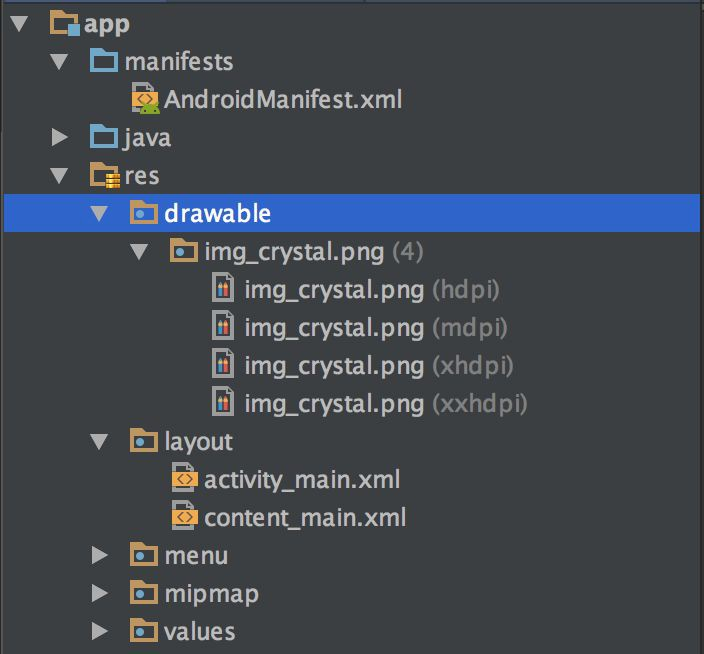 app
manifests
AndroidManifest.xml
java
res
drawable
img_crystal.png (4)
img_crystal.png (hdpi)
img_crystal.png (mdpi)
img_crystal.png (xhdpi)
img_crystal.png (xxhdpi)
layout
activity_main.xml
content_main.xml
menu
mipmap
values